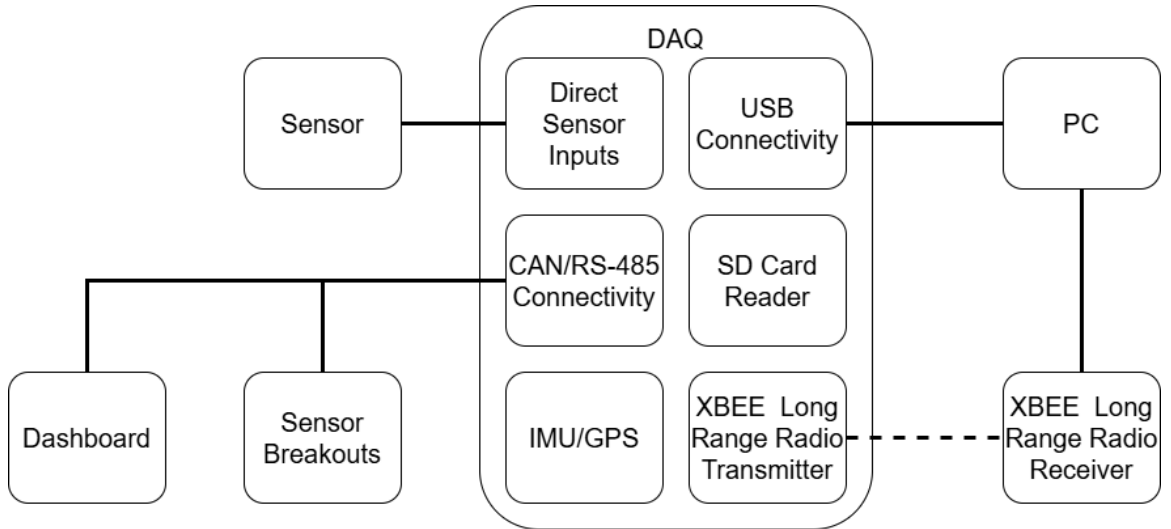 DAQ
Sensor
Direct
Sensor
Inputs
USB
Connectivity
PC
CAN/RS-485
Connectivity
SD Card
Reader
Dashboard
Sensor
Breakouts
IMU/GPS
XBEE Long
Range Radio
Transmitter
XBEE Long
Range Radio
Receiver